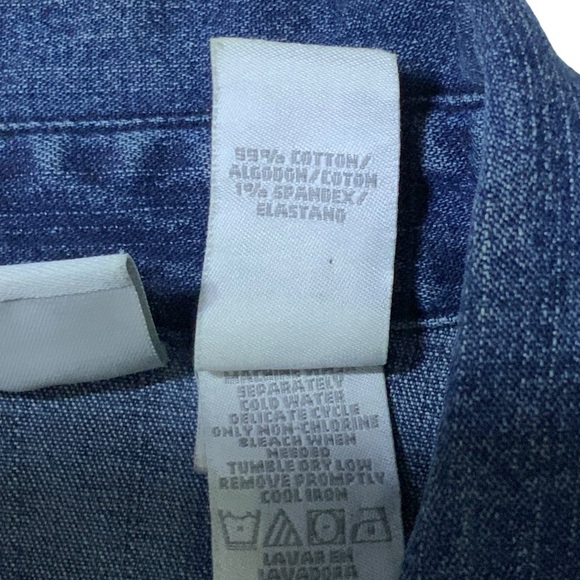 99% COTTON/
ALGODON/COTON
1% SPANDEX/
ELASTANO
SEPARATELY
COLD WATER
DELICATE CYCLE
ONLY NON-CHLORINE
BLEACH WHEN
NEEDED
TUMBLE DRY LOW
REMOVE PROMPTLY
COOL IRON
LAVAR EN
LAVADORA